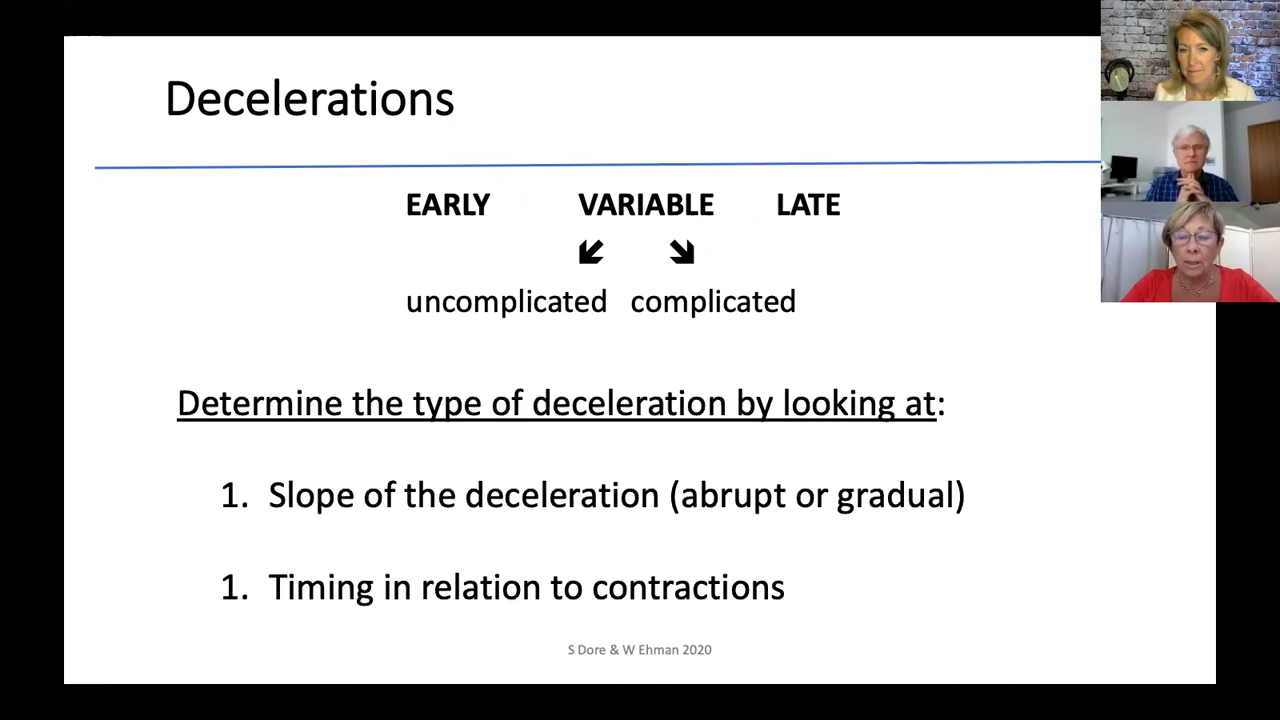 Decelerations
EARLY VARIABLE LATE
uncomplicated complicated
Determine the type of deceleration by looking at:
1. Slope of the deceleration (abrupt or gradual)
1. Timing in relation to contractions
S Dore & W Ehman 2020